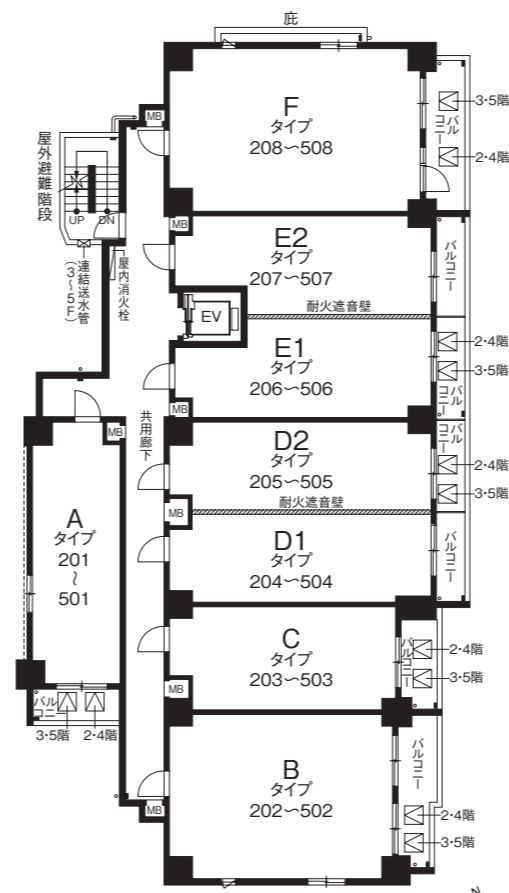 庇
MB
F
タイプ
208～508
バル
コニー
3・5階
2・4階
屋外避難階段
UP
DN
連結送水管
(3～5F)
屋内消火栓
MB
E2
タイプ
207～507
バルコニー
EV
耐火遮音壁
E1
タイプ
206～506
2・4階
3・5階
バル
コニー
MB
MB
共用廊下
D2
タイプ
205～505
バル
コニー
2・4階
3・5階
耐火遮音壁
MB
A
タイプ
201
～
501
D1
タイプ
204～504
バルコニー
C
タイプ
203～503
バルコニー
2・4階
3・5階
MB
バル
コニー
3・5階
2・4階
B
タイプ
202～502
バルコニー
2・4階
3・5階
MB
N